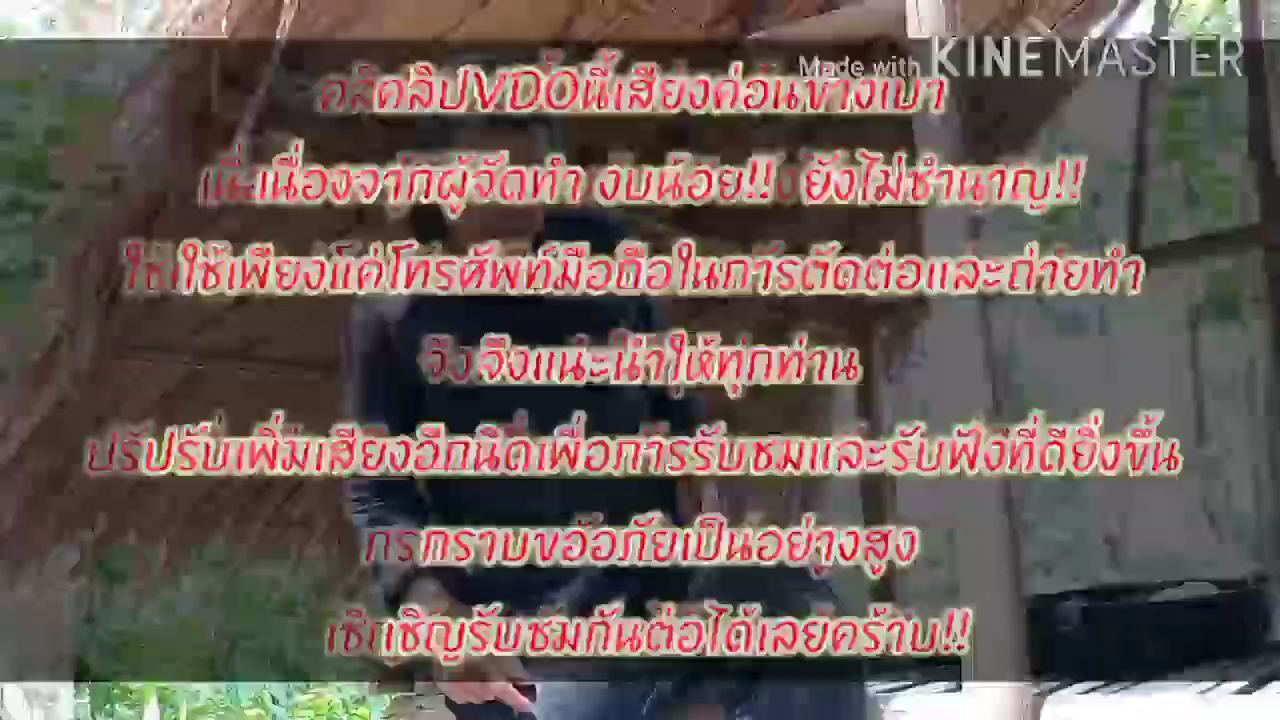 Made with KINEMASTER
คลิคลิปVDOนี้เสียงค่อนข้างเบา
เนื่องจากผู้จัดทำ งบน้อย!! ยังไม่ชำนาญ!!
ใช้เพียงแค่โทรศัพท์มือถือในการตัดต่อและถ่ายทำ
จึงแนะนำให้ทุกท่าน
ปรับเพิ่มเสียงอีกนิดเพื่อการรับชมและรับฟังที่ดียิ่งขึ้น
กราบขออภัยเป็นอย่างสูง
เชิญรับชมกันต่อได้เลยคร้าบ!!